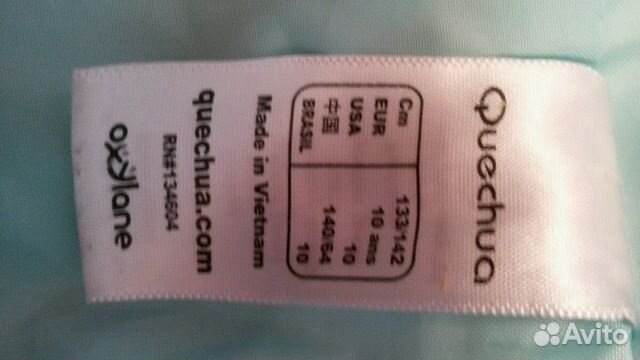 Quechua
Cm 133/142
EUR 10 ans
USA 10
中国 140/64
BRASIL 10
Made in Vietnam
quechua.com
RN#134604
oxylane
Avito